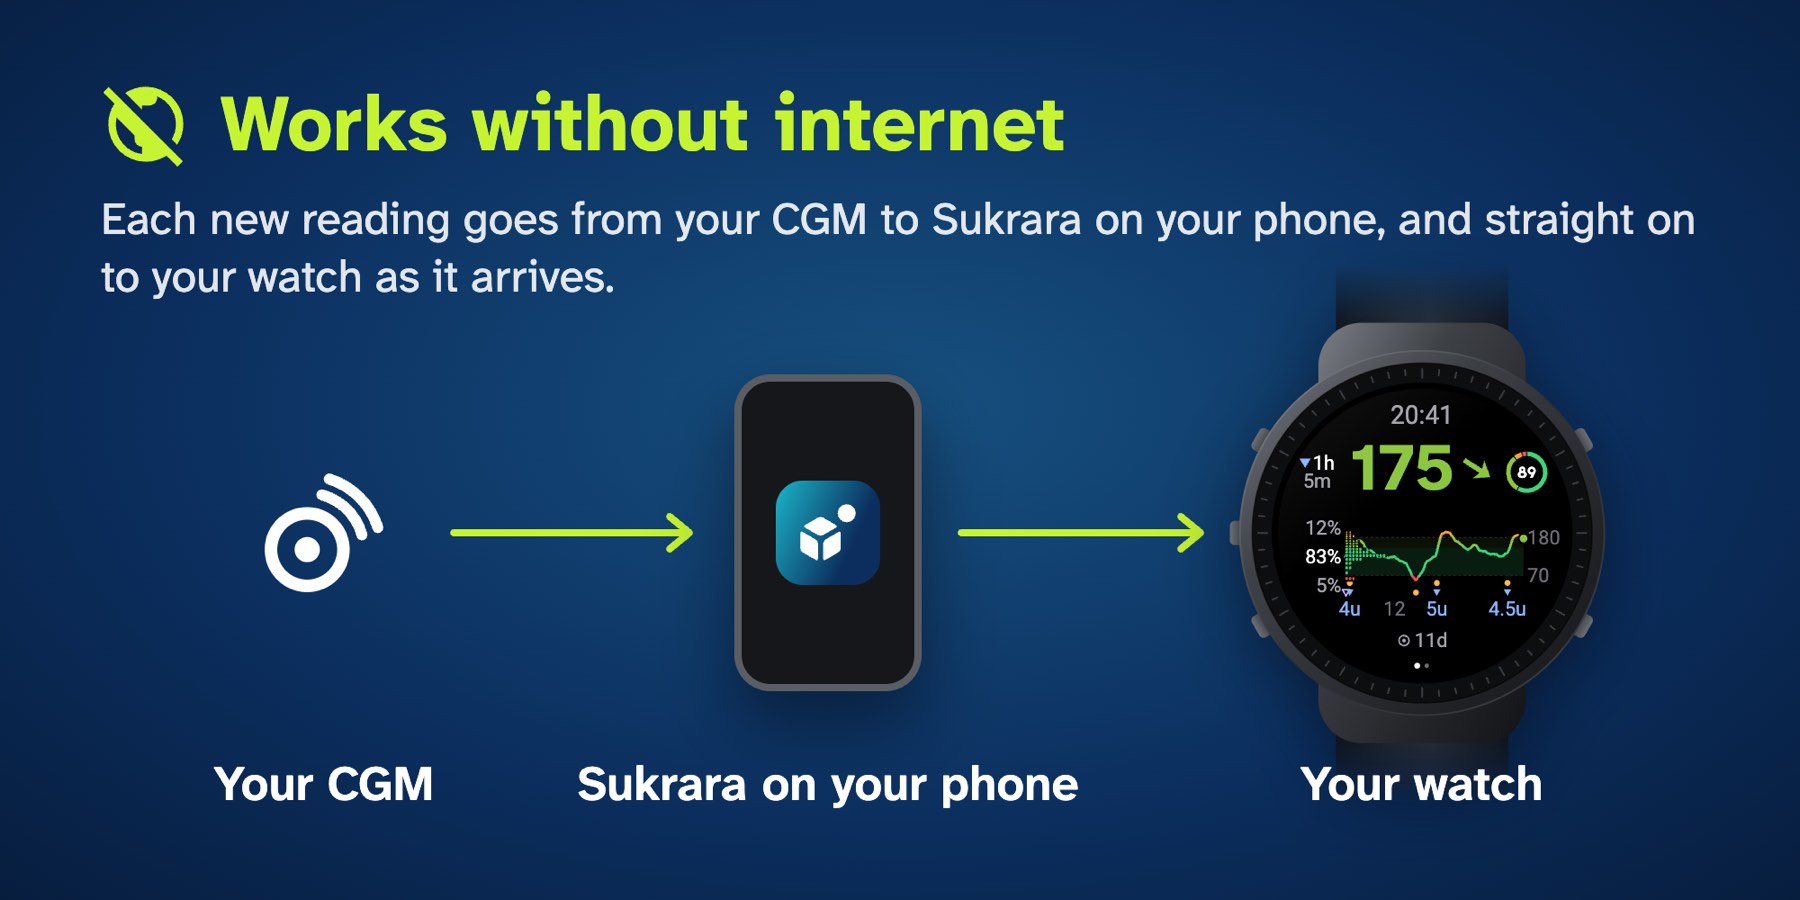 Works without internet
Each new reading goes from your CGM to Sukrara on your phone, and straight on
to your watch as it arrives.
20:41
1h
5m
175
89
12%
83%
5%
180
70
4u
12
5u
4.5u
11d
Your CGM
Sukrara on your phone
Your watch